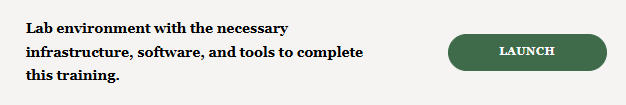 Lab environment with the necessary
infrastructure, software, and tools to complete
this training.
LAUNCH